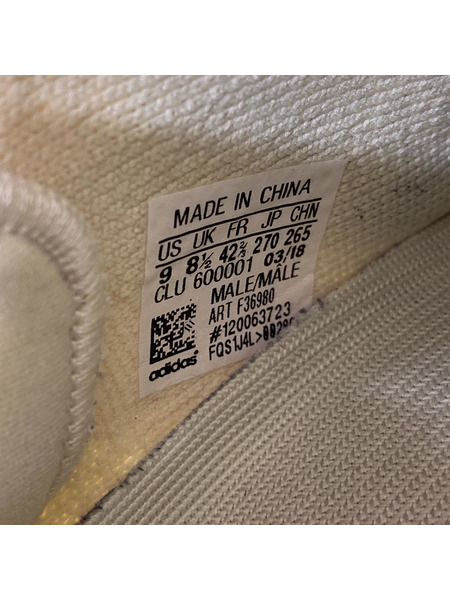 MADE IN CHINA
US UK FR JP CHN
9 8½ 42⅔ 270 265
CLU 600001 03/18
MALE/MÂLE
ART F36980
#120063723
FQS1J4L>
adidas